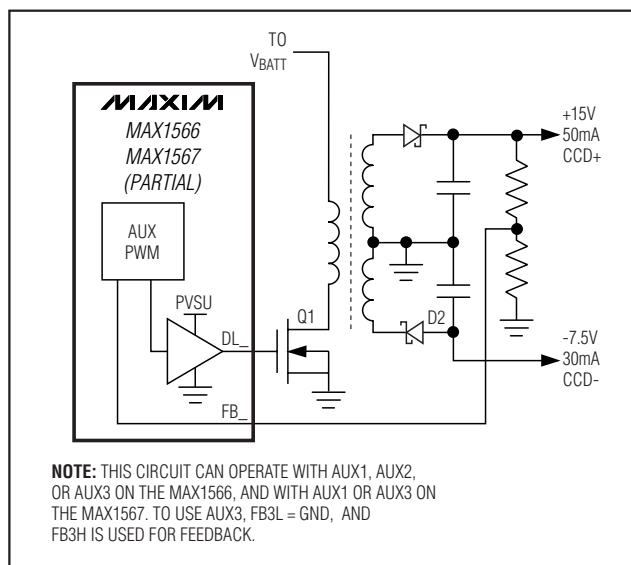 TO
VBATT
MAXIM
MAX1566
MAX1567
(PARTIAL)
AUX
PWM
PVSU
DL_
Q1
FB_
D2
+15V
50mA
CCD+
-7.5V
30mA
CCD-
NOTE: THIS CIRCUIT CAN OPERATE WITH AUX1, AUX2,
OR AUX3 ON THE MAX1566, AND WITH AUX1 OR AUX3 ON
THE MAX1567. TO USE AUX3, FB3L = GND, AND
FB3H IS USED FOR FEEDBACK.